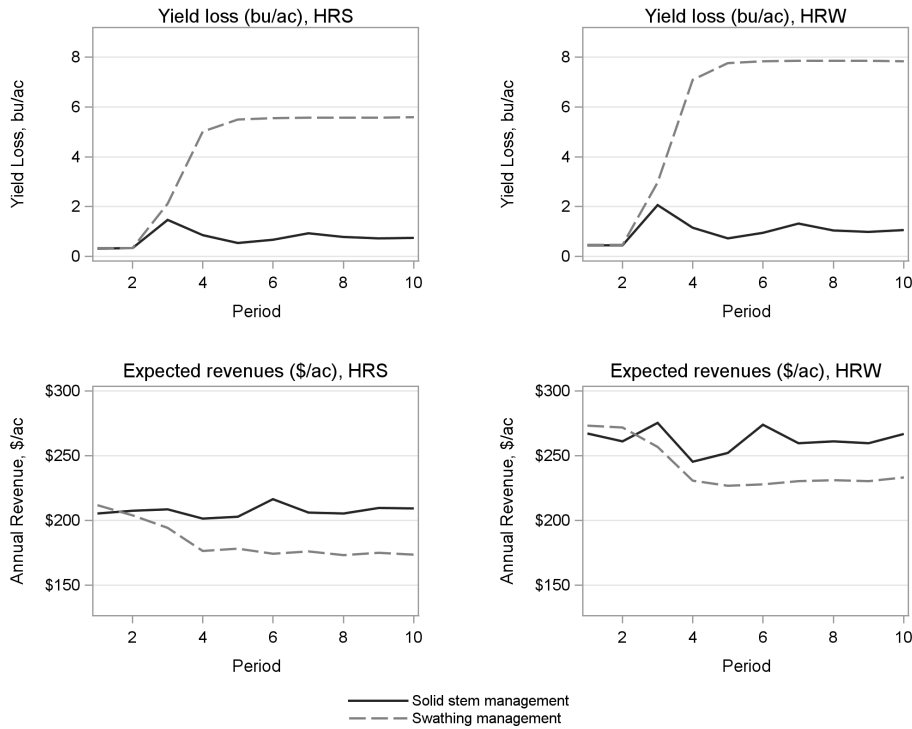 Yield loss (bu/ac), HRS
Yield Loss, bu/ac
8
6
4
2
0
2 4 6 8 10
Period
Yield loss (bu/ac), HRW
Yield Loss, bu/ac
8
6
4
2
0
2 4 6 8 10
Period
Expected revenues ($/ac), HRS
Annual Revenue, $/ac
$300
$250
$200
$150
2 4 6 8 10
Period
Expected revenues ($/ac), HRW
Annual Revenue, $/ac
$300
$250
$200
$150
2 4 6 8 10
Period
Solid stem management
Swathing management